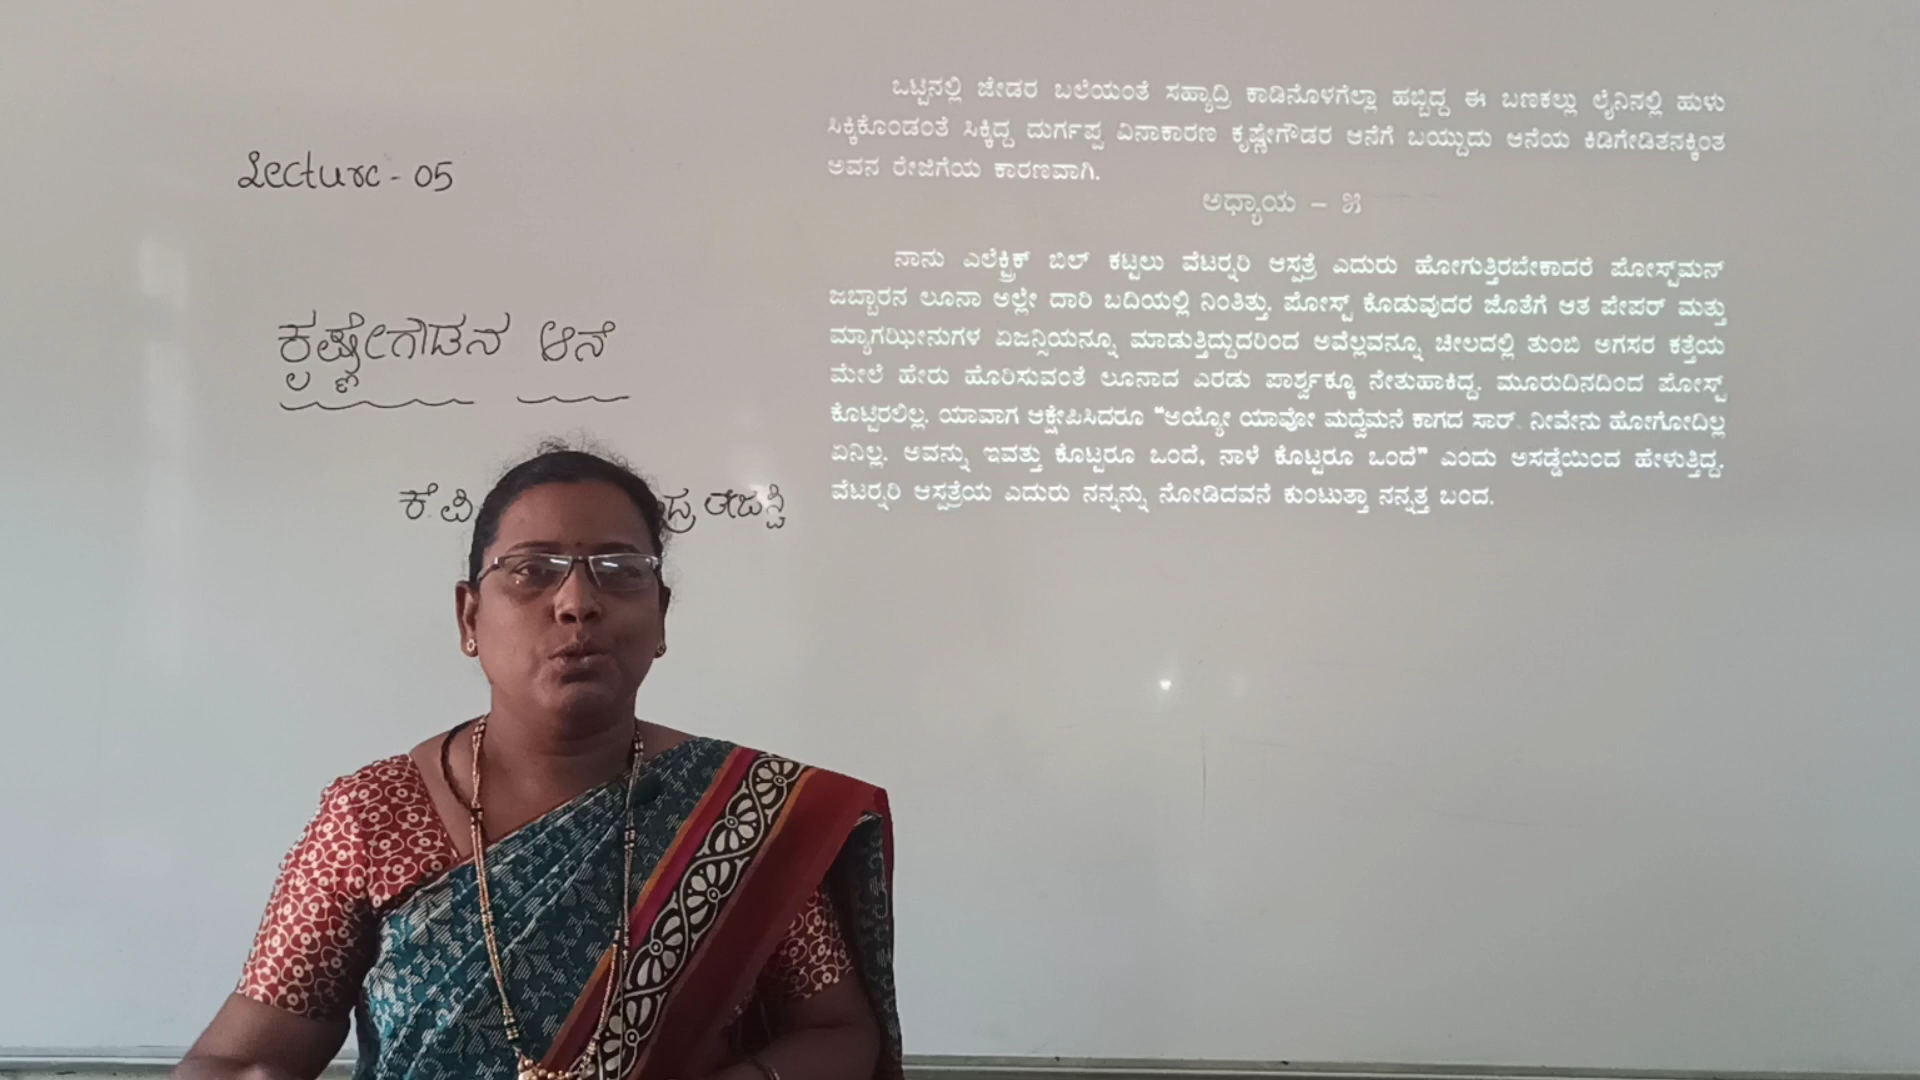 Lecture - 05
ಕೃಷ್ಣೇಗೌಡನ ಆನೆ
ಕೆ.ಪಿ. ತೇಜಸ್ವಿ
ಒಟ್ಟಿನಲ್ಲಿ ಜೇಡರ ಬಲೆಯಂತೆ ಸಹ್ಯಾದ್ರಿ ಕಾಡಿನೊಳಗೆಲ್ಲಾ ಹಬ್ಬಿದ್ದ ಈ ಬಣಕಲ್ಲು ಲೈನಿನಲ್ಲಿ ಹುಳು
ಸಿಕ್ಕಿಕೊಂಡಂತೆ ಸಿಕ್ಕಿದ್ದ ದುರ್ಗಪ್ಪ ವಿನಾಕಾರಣ ಕೃಷ್ಣೇಗೌಡರ ಆನೆಗೆ ಬಯ್ದುದು ಆನೆಯ ಕಿಡಿಗೇಡಿತನಕ್ಕಿಂತ
ಅವನ ರೇಜಿಗೆಯ ಕಾರಣವಾಗಿ.
ಅಧ್ಯಾಯ – ೫
ನಾನು ಎಲೆಕ್ಟ್ರಿಕ್ ಬಿಲ್ ಕಟ್ಟಲು ವೆಟರ್‍ನರಿ ಆಸ್ಪತ್ರೆ ಎದುರು ಹೋಗುತ್ತಿರಬೇಕಾದರೆ ಪೋಸ್ಟ್‌ಮನ್
ಜಬ್ಬಾರನ ಲೂನಾ ಅಲ್ಲೇ ದಾರಿ ಬದಿಯಲ್ಲಿ ನಿಂತಿತ್ತು. ಪೋಸ್ಟ್ ಕೊಡುವುದರ ಜೊತೆಗೆ ಆತ ಪೇಪರ್ ಮತ್ತು
ಮ್ಯಾಗಝೀನುಗಳ ಏಜನ್ಸಿಯನ್ನೂ ಮಾಡುತ್ತಿದ್ದುದರಿಂದ ಅವೆಲ್ಲವನ್ನೂ ಚೀಲದಲ್ಲಿ ತುಂಬಿ ಅಗಸರ ಕತ್ತೆಯ
ಮೇಲೆ ಹೇರು ಹೊರಿಸುವಂತೆ ಲೂನಾದ ಎರಡು ಪಾರ್ಶ್ವಕ್ಕೂ ನೇತುಹಾಕಿದ್ದ. ಮೂರುದಿನದಿಂದ ಪೋಸ್ಟ್
ಕೊಟ್ಟಿರಲಿಲ್ಲ. ಯಾವಾಗ ಆಕ್ಷೇಪಿಸಿದರೂ "ಅಯ್ಯೋ ಯಾವೋ ಮದ್ವೆಮನೆ ಕಾಗದ ಸಾರ್. ನೀವೇನು ಹೋಗೋದಿಲ್ಲ
ಏನಿಲ್ಲ. ಅವನ್ನು ಇವತ್ತು ಕೊಟ್ಟರೂ ಒಂದೆ, ನಾಳೆ ಕೊಟ್ಟರೂ ಒಂದೆ" ಎಂದು ಅಸಡ್ಡೆಯಿಂದ ಹೇಳುತ್ತಿದ್ದ.
ವೆಟರ್‍ನರಿ ಆಸ್ಪತ್ರೆಯ ಎದುರು ನನ್ನನ್ನು ನೋಡಿದವನೆ ಕುಂಟುತ್ತಾ ನನ್ನತ್ತ ಬಂದ.